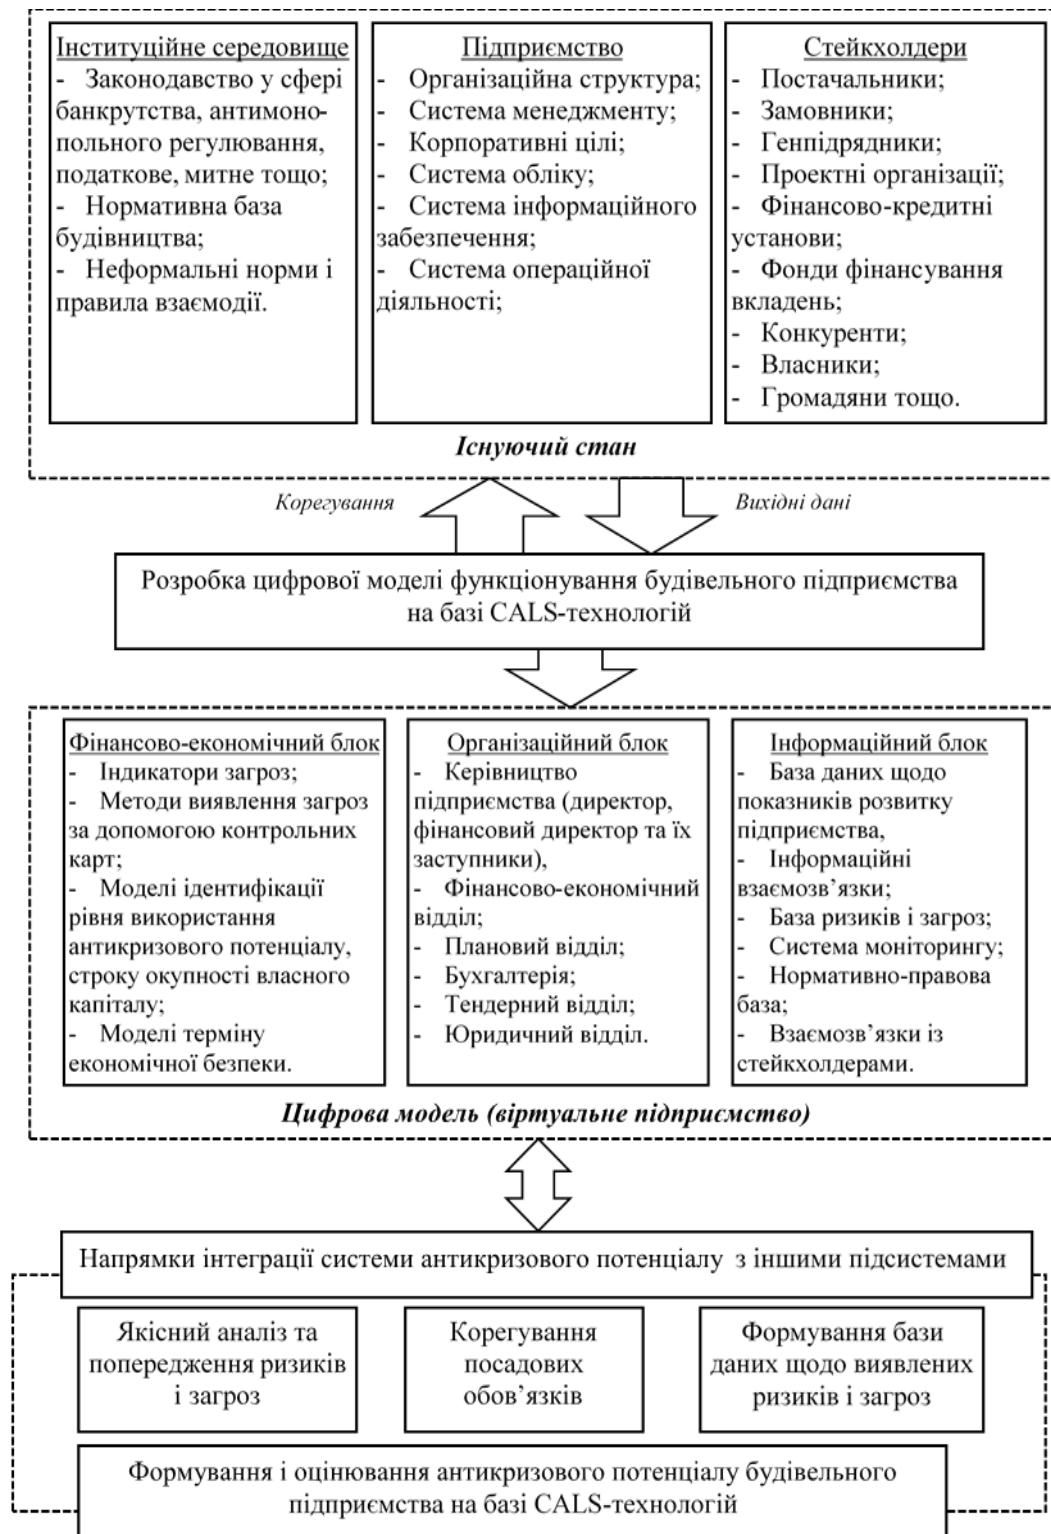 Інституційне середовище
- Законодавство у сфері
банкрутства, антимоно-
польного регулювання,
податкове, митне тощо;
- Нормативна база
будівництва;
- Неформальні норми і
правила взаємодії.
Підприємство
- Організаційна структура;
- Система менеджменту;
- Корпоративні цілі;
- Система обліку;
- Система інформаційного
забезпечення;
- Система операційної
діяльності;
Стейкхолдери
- Постачальники;
- Замовники;
- Генпідрядники;
- Проектні організації;
- Фінансово-кредитні
установи;
- Фонди фінансування
вкладень;
- Конкуренти;
- Власники;
- Громадяни тощо.
Існуючий стан
Корегування
Вихідні дані
Розробка цифрової моделі функціонування будівельного підприємства
на базі CALS-технологій
Фінансово-економічний блок
- Індикатори загроз;
- Методи виявлення загроз
за допомогою контрольних
карт;
- Моделі ідентифікації
рівня використання
антикризового потенціалу,
строку окупності власного
капіталу;
- Моделі терміну
економічної безпеки.
Організаційний блок
- Керівництво
підприємства (директор,
фінансовий директор та їх
заступники),
- Фінансово-економічний
відділ;
- Плановий відділ;
- Бухгалтерія;
- Тендерний відділ;
- Юридичний відділ.
Інформаційний блок
- База даних щодо
показників розвитку
підприємства,
- Інформаційні
взаємозв’язки;
- База ризиків і загроз;
- Система моніторингу;
- Нормативно-правова
база;
- Взаємозв’язки із
стейкхолдерами.
Цифрова модель (віртуальне підприємство)
Напрямки інтеграції системи антикризового потенціалу з іншими підсистемами
Якісний аналіз та
попередження ризиків
і загроз
Корегування
посадових
обов’язків
Формування бази
даних щодо виявлених
ризиків і загроз
Формування і оцінювання антикризового потенціалу будівельного
підприємства на базі CALS-технологій